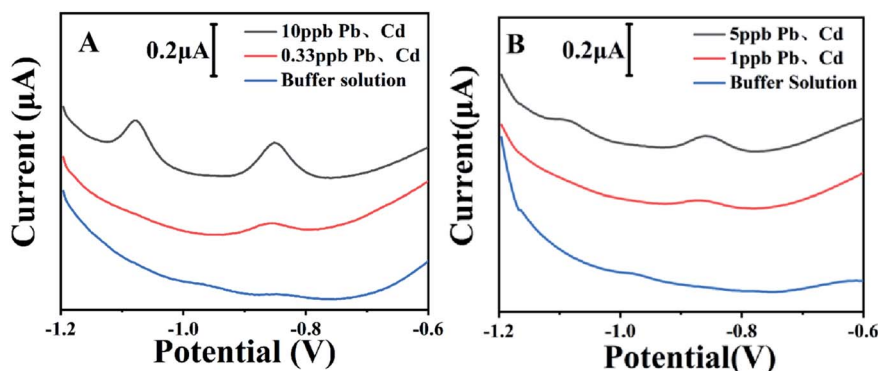 A
0.2μA
10ppb Pb、Cd
0.33ppb Pb、Cd
Buffer solution
Current (μA)
-1.2
-1.0
-0.8
-0.6
Potential (V)
B
0.2μA
5ppb Pb、Cd
1ppb Pb、Cd
Buffer Solution
Current(μA)
-1.2
-1.0
-0.8
-0.6
Potential(V)